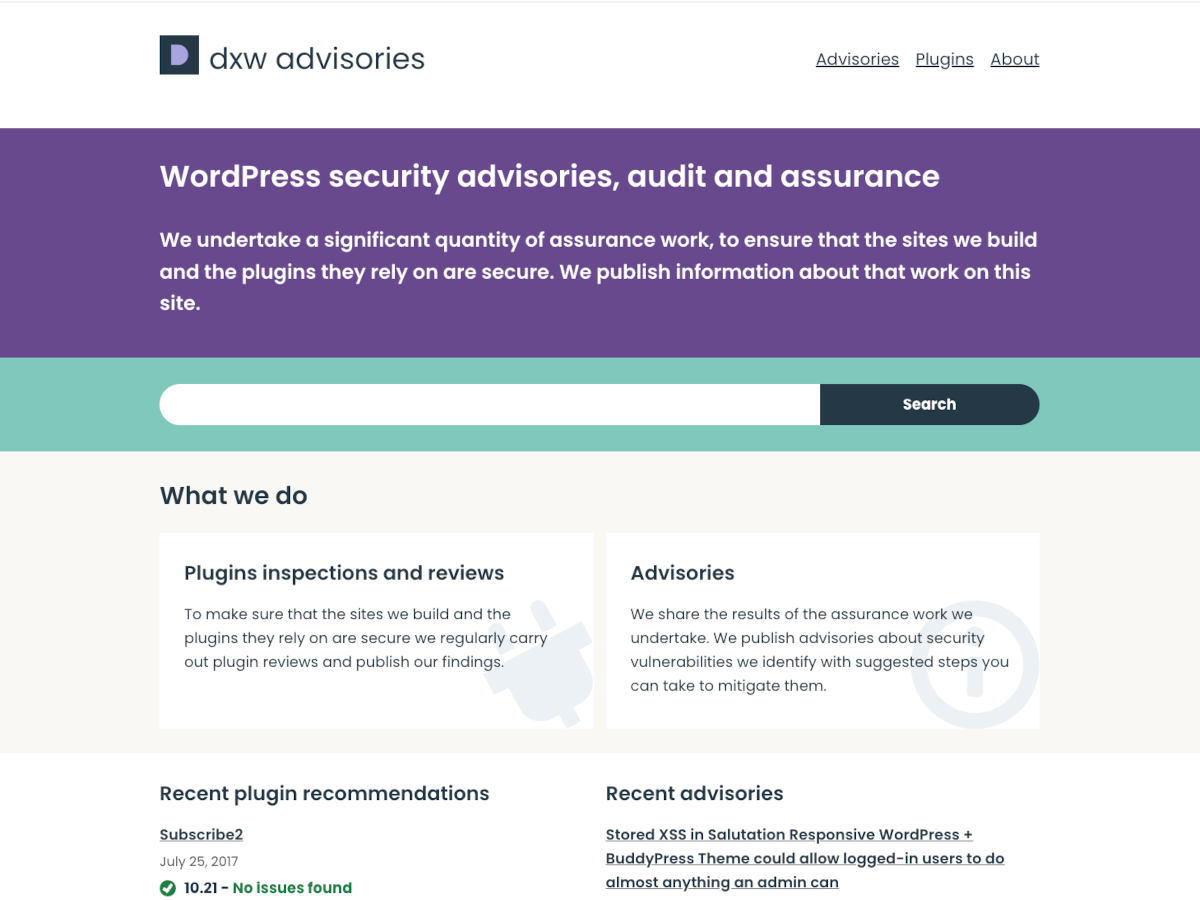 dxw advisories
Advisories Plugins About
WordPress security advisories, audit and assurance
We undertake a significant quantity of assurance work, to ensure that the sites we build
and the plugins they rely on are secure. We publish information about that work on this
site.
Search
What we do
Plugins inspections and reviews
To make sure that the sites we build and the
plugins they rely on are secure we regularly carry
out plugin reviews and publish our findings.
Advisories
We share the results of the assurance work we
undertake. We publish advisories about security
vulnerabilities we identify with suggested steps you
can take to mitigate them.
Recent plugin recommendations
Subscribe2
July 25, 2017
10.21 - No issues found
Recent advisories
Stored XSS in Salutation Responsive WordPress +
BuddyPress Theme could allow logged-in users to do
almost anything an admin can